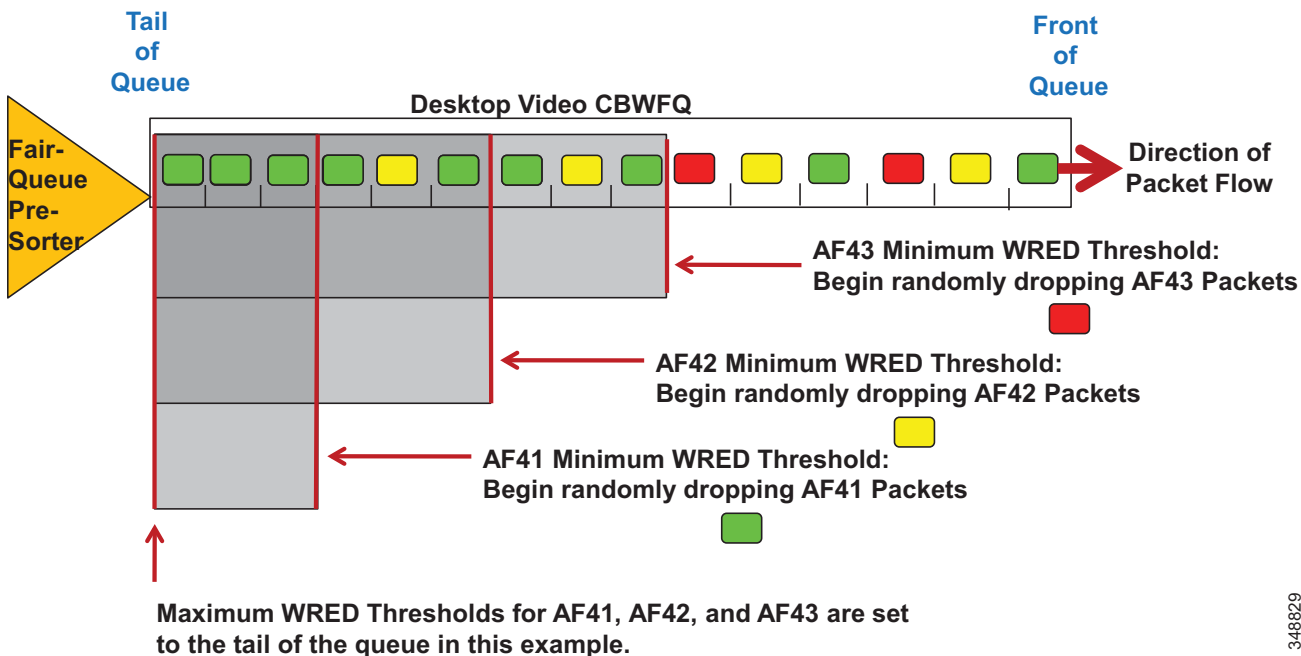 Tail
of
Queue
Front
of
Queue
Desktop Video CBWFQ
Fair-
Queue
Pre-
Sorter
Direction of
Packet Flow
AF43 Minimum WRED Threshold:
Begin randomly dropping AF43 Packets
AF42 Minimum WRED Threshold:
Begin randomly dropping AF42 Packets
AF41 Minimum WRED Threshold:
Begin randomly dropping AF41 Packets
Maximum WRED Thresholds for AF41, AF42, and AF43 are set
to the tail of the queue in this example.
348829